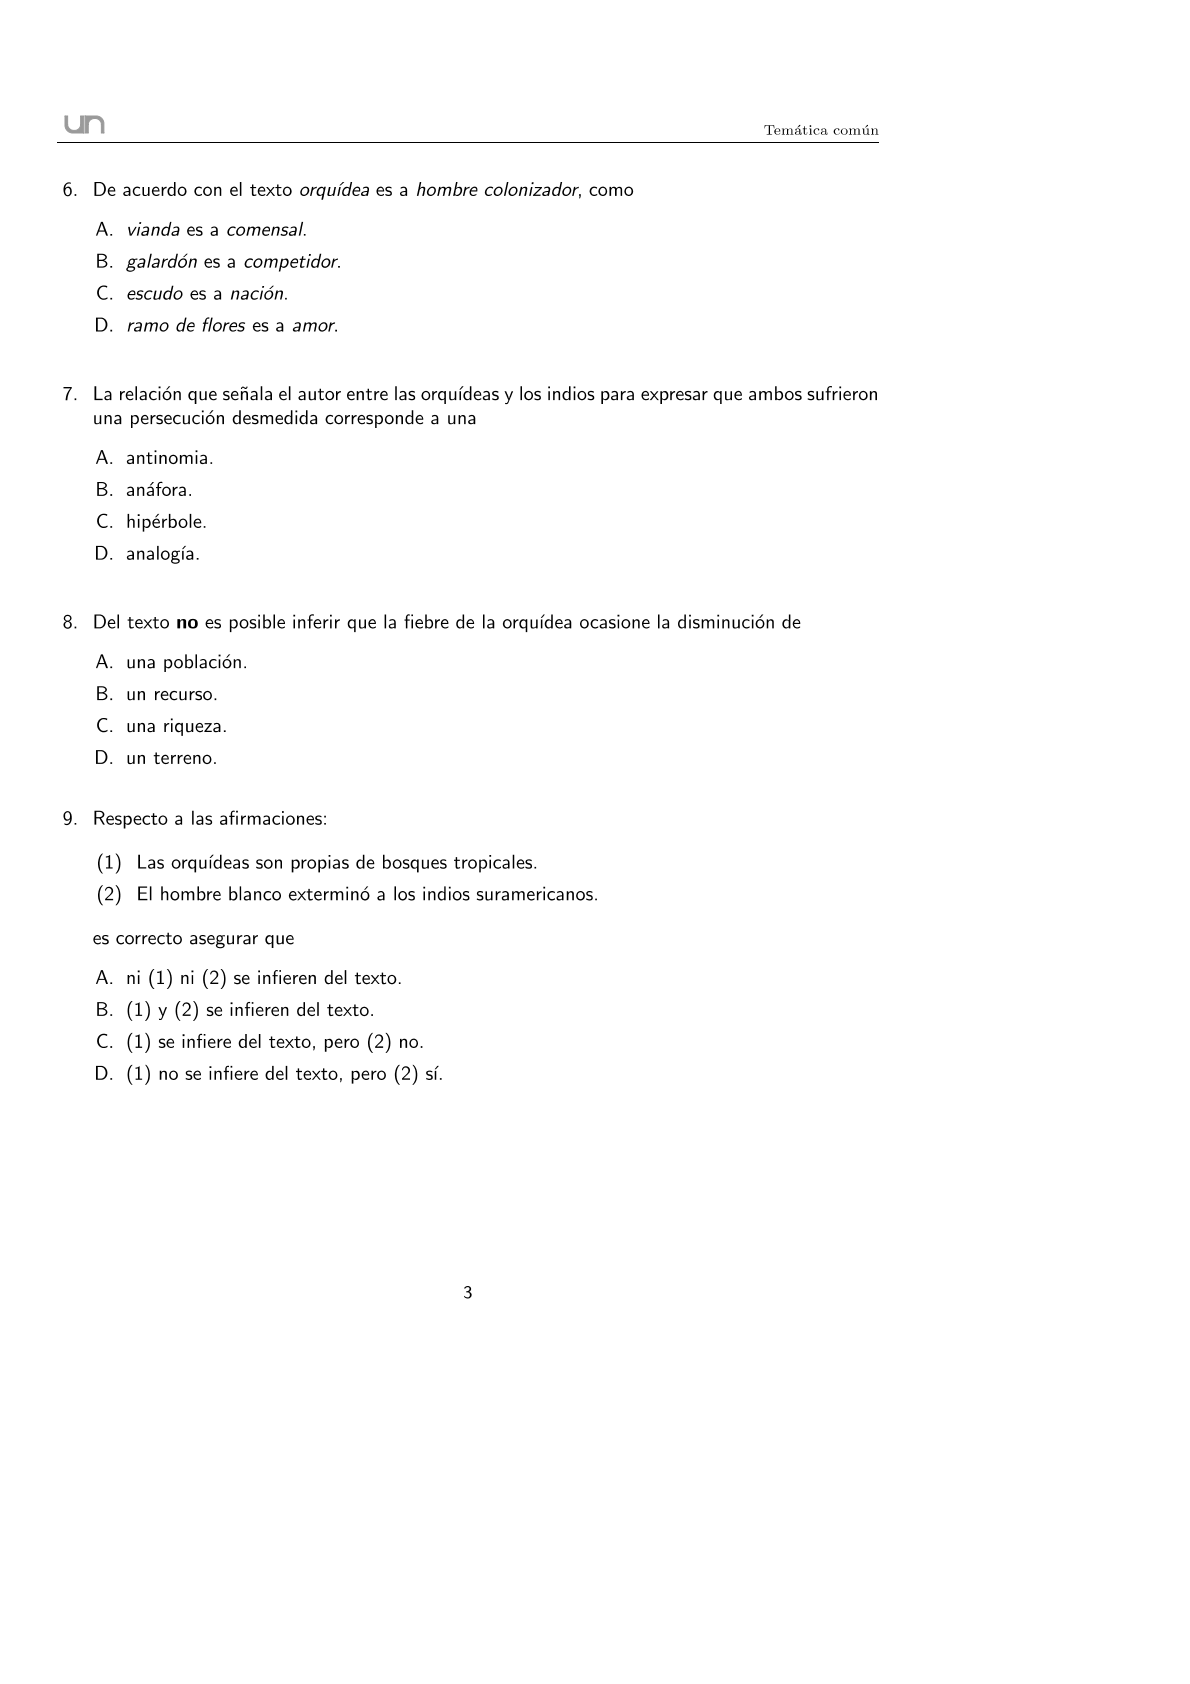 un
Temática común
6. De acuerdo con el texto orquídea es a hombre colonizador, como
A. vianda es a comensal.
B. galardón es a competidor.
C. escudo es a nación.
D. ramo de flores es a amor.
7. La relación que señala el autor entre las orquídeas y los indios para expresar que ambos sufrieron
una persecución desmedida corresponde a una
A. antinomia.
B. anáfora.
C. hipérbole.
D. analogía.
8. Del texto no es posible inferir que la fiebre de la orquídea ocasione la disminución de
A. una población.
B. un recurso.
C. una riqueza.
D. un terreno.
9. Respecto a las afirmaciones:
(1) Las orquídeas son propias de bosques tropicales.
(2) El hombre blanco exterminó a los indios suramericanos.
es correcto asegurar que
A. ni (1) ni (2) se infieren del texto.
B. (1) y (2) se infieren del texto.
C. (1) se infiere del texto, pero (2) no.
D. (1) no se infiere del texto, pero (2) sí.
3